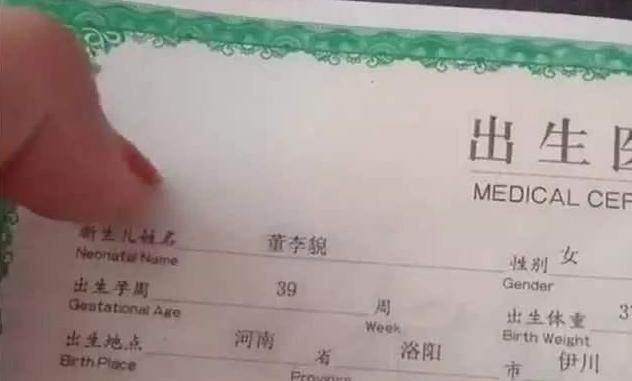 出生医
MEDICAL CER
新生儿姓名 董李貌 性别 女
Neonatal Name Gender
出生孕周 39 周 出生体重 3
Gestational Age Week Birth Weight
出生地点 河南 省 洛阳 市 伊川
Birth Place Province